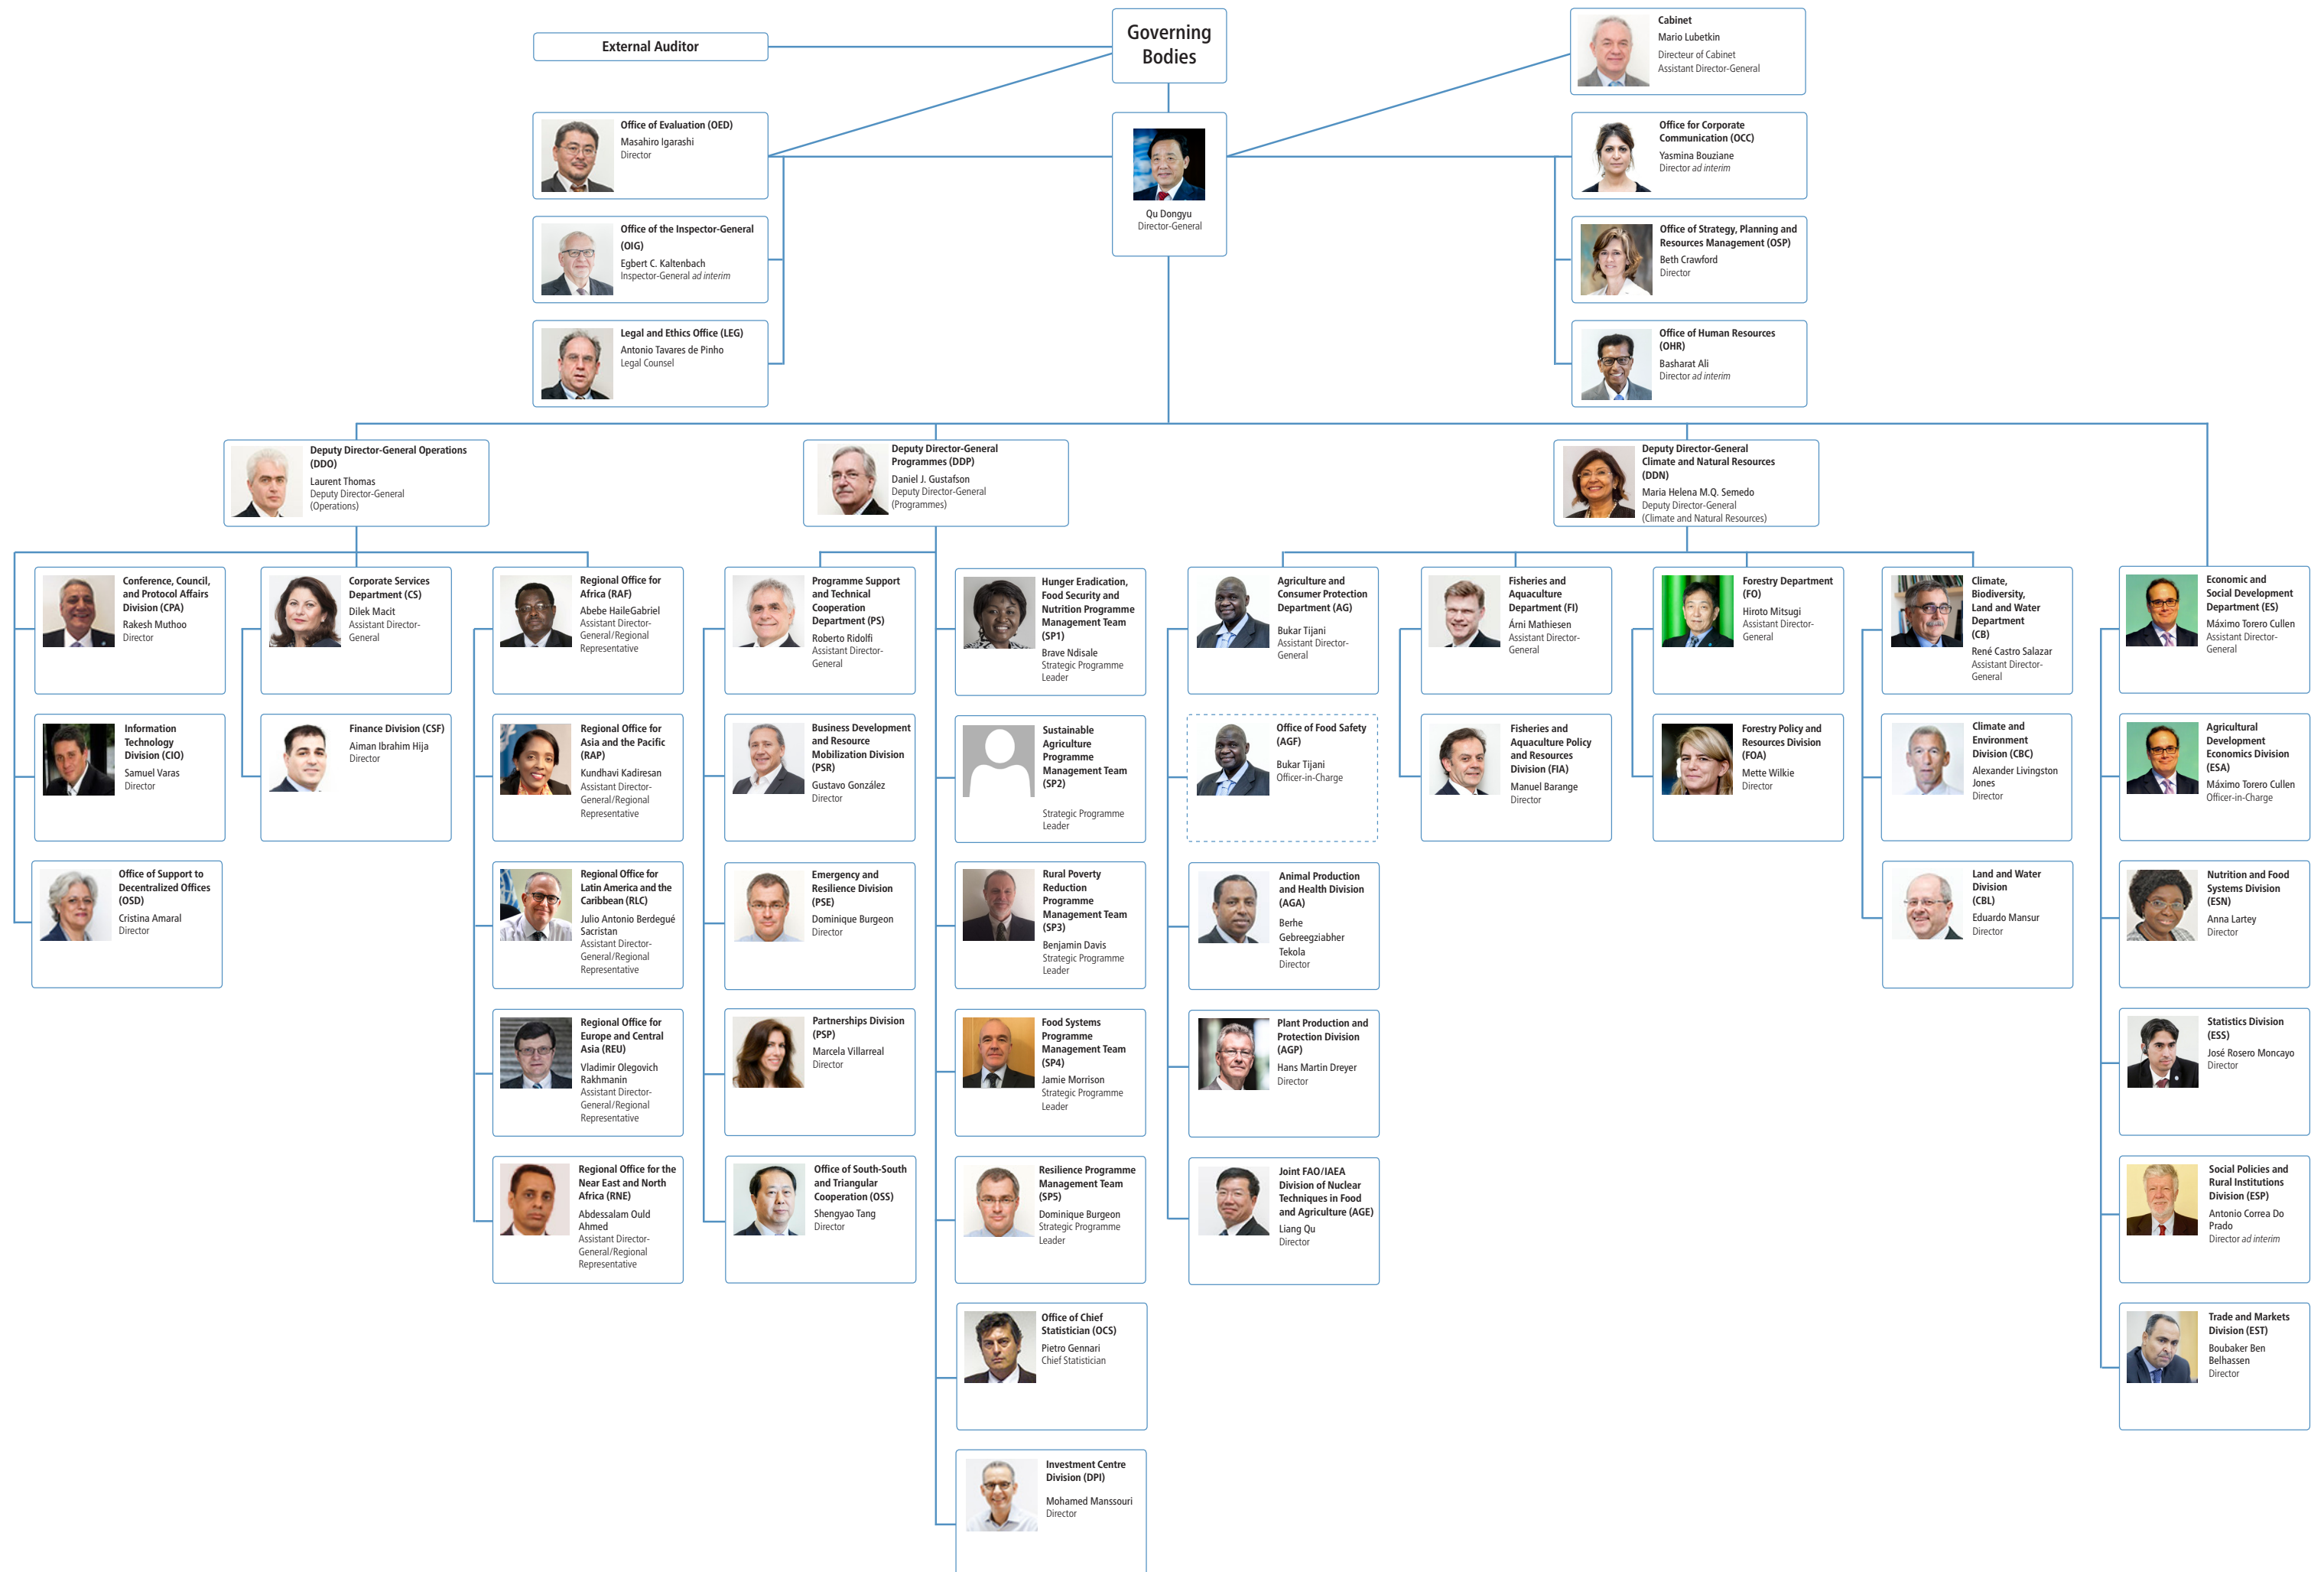 External Auditor
Governing
Bodies
Cabinet
Mario Lubetkin
Directeur of Cabinet
Assistant Director-General
Office of Evaluation (OED)
Masahiro Igarashi
Director
Qu Dongyu
Director-General
Office for Corporate
Communication (OCC)
Yasmina Bouziane
Director ad interim
Office of the Inspector-General
(OIG)
Egbert C. Kaltenbach
Inspector-General ad interim
Office of Strategy, Planning and
Resources Management (OSP)
Beth Crawford
Director
Legal and Ethics Office (LEG)
Antonio Tavares de Pinho
Legal Counsel
Office of Human Resources
(OHR)
Basharat Ali
Director ad interim
Deputy Director-General Operations
(DDO)
Laurent Thomas
Deputy Director-General
(Operations)
Deputy Director-General
Programmes (DDP)
Daniel J. Gustafson
Deputy Director-General
(Programmes)
Deputy Director-General
Climate and Natural Resources
(DDN)
Maria Helena M.Q. Semedo
Deputy Director-General
(Climate and Natural Resources)
Conference, Council,
and Protocol Affairs
Division (CPA)
Rakesh Muthoo
Director
Information
Technology
Division (CIO)
Samuel Varas
Director
Office of Support to
Decentralized Offices
(OSD)
Cristina Amaral
Director
Corporate Services
Department (CS)
Dilek Macit
Assistant Director-
General
Finance Division (CSF)
Aiman Ibrahim Hija
Director
Regional Office for
Africa (RAF)
Abebe HaileGabriel
Assistant Director-
General/Regional
Representative
Regional Office for
Asia and the Pacific
(RAP)
Kundhavi Kadiresan
Assistant Director-
General/Regional
Representative
Regional Office for
Latin America and the
Caribbean (RLC)
Julio Antonio Berdegué
Sacristan
Assistant Director-
General/Regional
Representative
Regional Office for
Europe and Central
Asia (REU)
Vladimir Olegovich
Rakhmanin
Assistant Director-
General/Regional
Representative
Regional Office for the
Near East and North
Africa (RNE)
Abdessalam Ould
Ahmed
Assistant Director-
General/Regional
Representative
Programme Support
and Technical
Cooperation
Department (PS)
Roberto Ridolfi
Assistant Director-
General
Business Development
and Resource
Mobilization Division
(PSR)
Gustavo González
Director
Emergency and
Resilience Division
(PSE)
Dominique Burgeon
Director
Partnerships Division
(PSP)
Marcela Villarreal
Director
Office of South-South
and Triangular
Cooperation (OSS)
Shengyao Tang
Director
Hunger Eradication,
Food Security and
Nutrition Programme
Management Team
(SP1)
Brave Ndisale
Strategic Programme
Leader
Sustainable
Agriculture
Programme
Management Team
(SP2)
Strategic Programme
Leader
Rural Poverty
Reduction
Programme
Management Team
(SP3)
Benjamin Davis
Strategic Programme
Leader
Food Systems
Programme
Management Team
(SP4)
Jamie Morrison
Strategic Programme
Leader
Resilience Programme
Management Team
(SP5)
Dominique Burgeon
Strategic Programme
Leader
Office of Chief
Statistician (OCS)
Pietro Gennari
Chief Statistician
Investment Centre
Division (DPI)
Mohamed Manssouri
Director
Agriculture and
Consumer Protection
Department (AG)
Bukar Tijani
Assistant Director-
General
Office of Food Safety
(AGF)
Bukar Tijani
Officer-in-Charge
Animal Production
and Health Division
(AGA)
Berhe
Gebreegziabher
Tekola
Director
Plant Production and
Protection Division
(AGP)
Hans Martin Dreyer
Director
Joint FAO/IAEA
Division of Nuclear
Techniques in Food
and Agriculture (AGE)
Liang Qu
Director
Fisheries and
Aquaculture
Department (FI)
Árni Mathiesen
Assistant Director-
General
Fisheries and
Aquaculture Policy
and Resources
Division (FIA)
Manuel Barange
Director
Forestry Department
(FO)
Hiroto Mitsugi
Assistant Director-
General
Forestry Policy and
Resources Division
(FOA)
Mette Wilkie
Director
Climate,
Biodiversity,
Land and Water
Department
(CB)
René Castro Salazar
Assistant Director-
General
Climate and
Environment
Division (CBC)
Alexander Livingston
Jones
Director
Land and Water
Division
(CBL)
Eduardo Mansur
Director
Economic and
Social Development
Department (ES)
Máximo Torero Cullen
Assistant Director-
General
Agricultural
Development
Economics Division
(ESA)
Máximo Torero Cullen
Officer-in-Charge
Nutrition and Food
Systems Division
(ESN)
Anna Lartey
Director
Statistics Division
(ESS)
José Rosero Moncayo
Director
Social Policies and
Rural Institutions
Division (ESP)
Antonio Correa Do
Prado
Director ad interim
Trade and Markets
Division (EST)
Boubaker Ben
Belhassen
Director